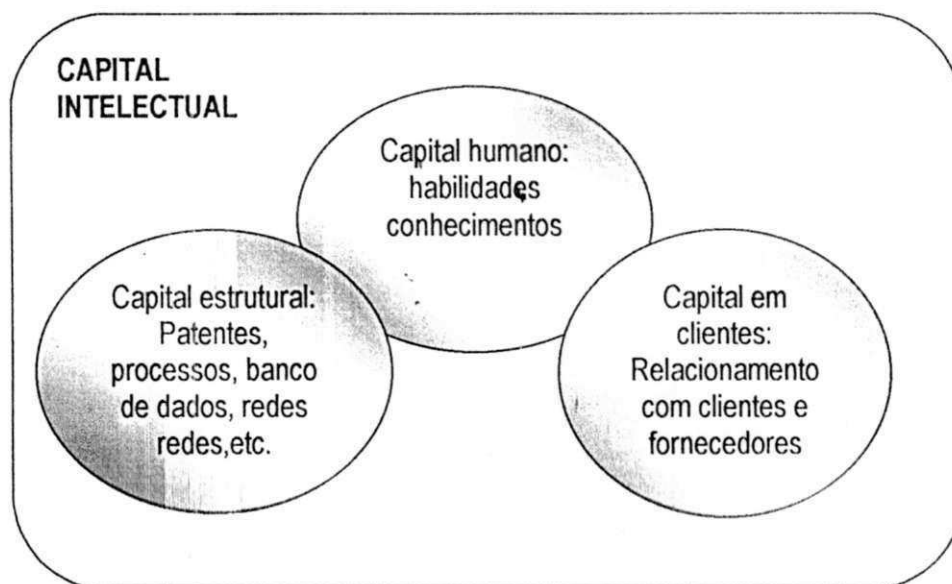 CAPITAL
INTELECTUAL
Capital humano:
habilidades
conhecimentos
Capital estrutural:
Patentes,
processos, banco
de dados, redes
redes,etc.
Capital em
clientes:
Relacionamento
com clientes e
fornecedores